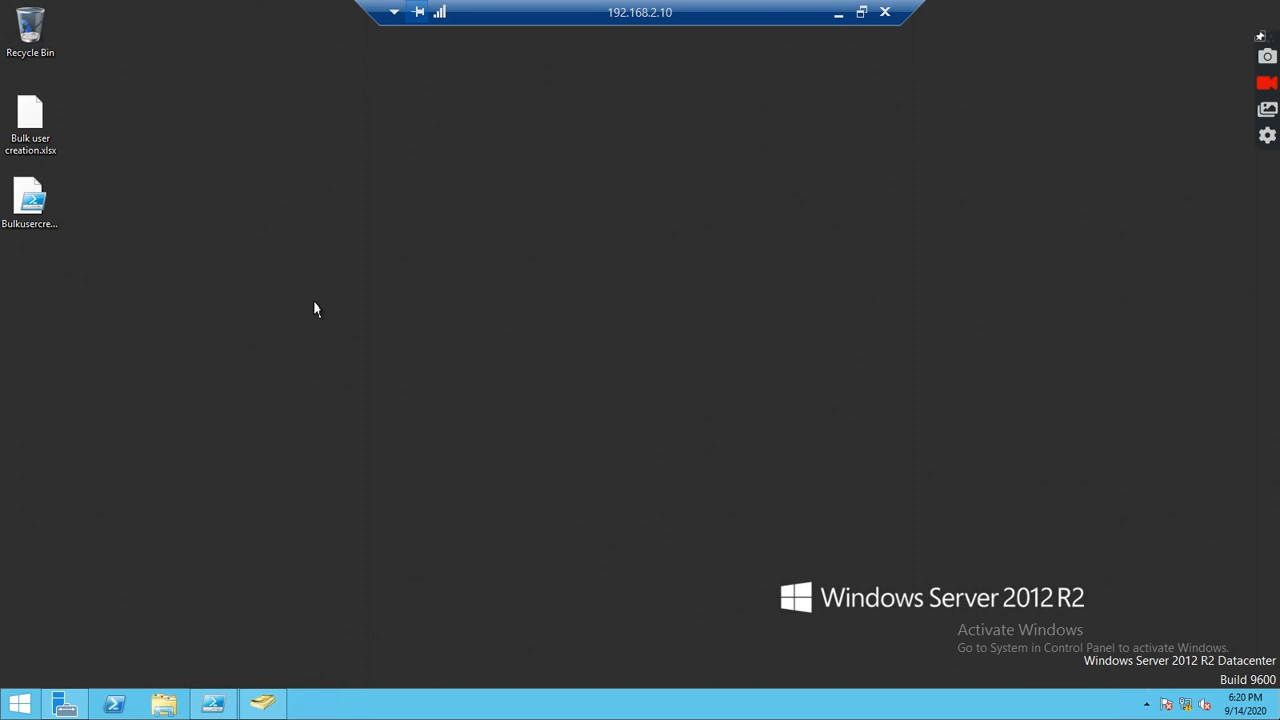 192.168.2.10
Recycle Bin
Bulk user
creation.xlsx
Bulkusercre...
Windows Server 2012 R2
Activate Windows
Go to System in Control Panel to activate Windows.
Windows Server 2012 R2 Datacenter
Build 9600
6:20 PM
9/14/2020